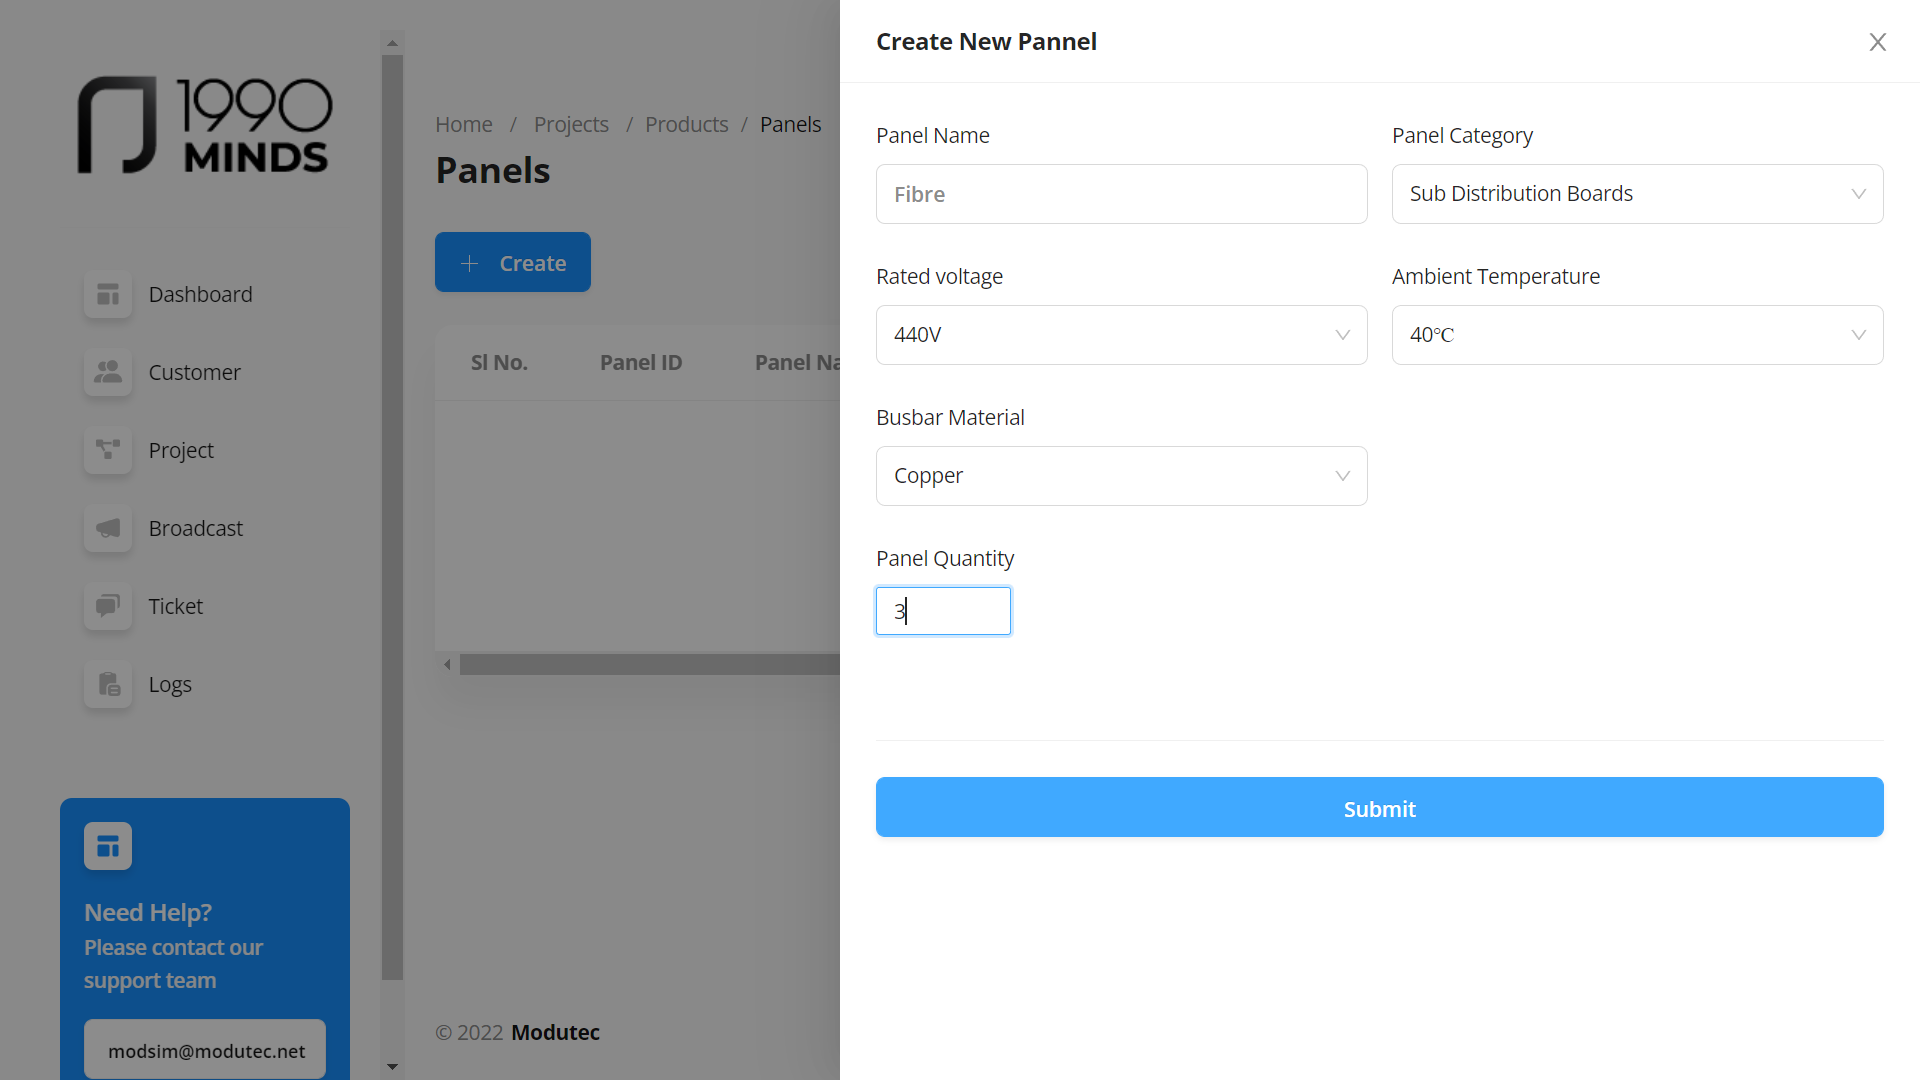 1990
MINDS
Dashboard
Customer
Project
Broadcast
Ticket
Logs
Need Help?
Please contact our
support team
modsim@modutec.net
Home / Projects / Products / Panels
Panels
+ Create
Sl No. Panel ID Panel Na
© 2022 Modutec
Create New Pannel
Panel Name
Fibre
Panel Category
Sub Distribution Boards
Rated voltage
440V
Ambient Temperature
40℃
Busbar Material
Copper
Panel Quantity
3
Submit